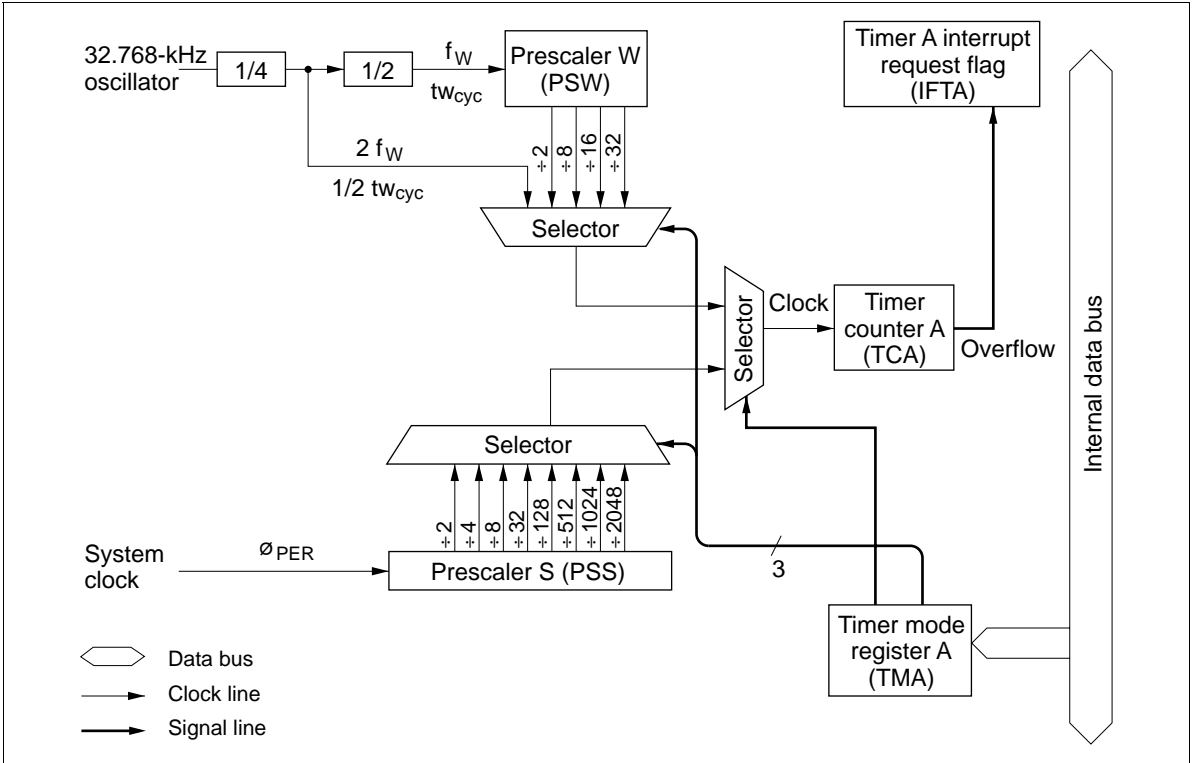 32.768-kHz
oscillator
1/4
1/2
fW
twcyc
Prescaler W
(PSW)
Timer A interrupt
request flag
(IFTA)
2 fW
1/2 twcyc
÷ 2
÷ 8
÷ 16
÷ 32
Selector
Selector
Clock
Timer
counter A
(TCA)
Overflow
Internal data bus
Selector
÷ 2
÷ 4
÷ 8
÷ 32
÷ 128
÷ 512
÷ 1024
÷ 2048
System
clock
øPER
Prescaler S (PSS)
3
Timer mode
register A
(TMA)
Data bus
Clock line
Signal line